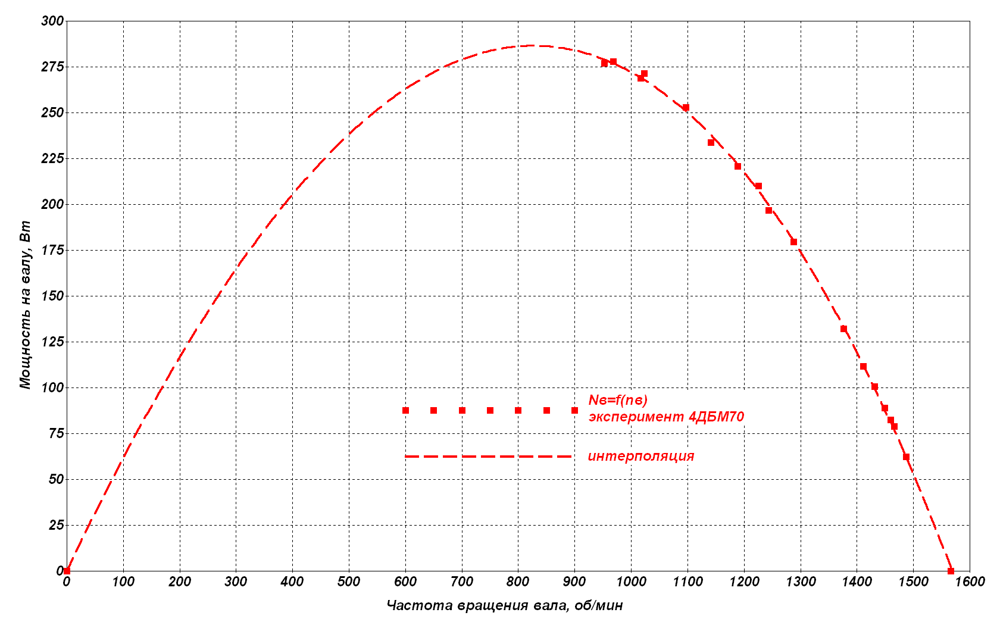 300
275
250
225
200
175
150
125
100
75
50
25
0
Мощность на валу, Вт
Nв=f(nв)
эксперимент 4ДБМ70
интерполяция
0 100 200 300 400 500 600 700 800 900 1000 1100 1200 1300 1400 1500 1600
Частота вращения вала, об/мин